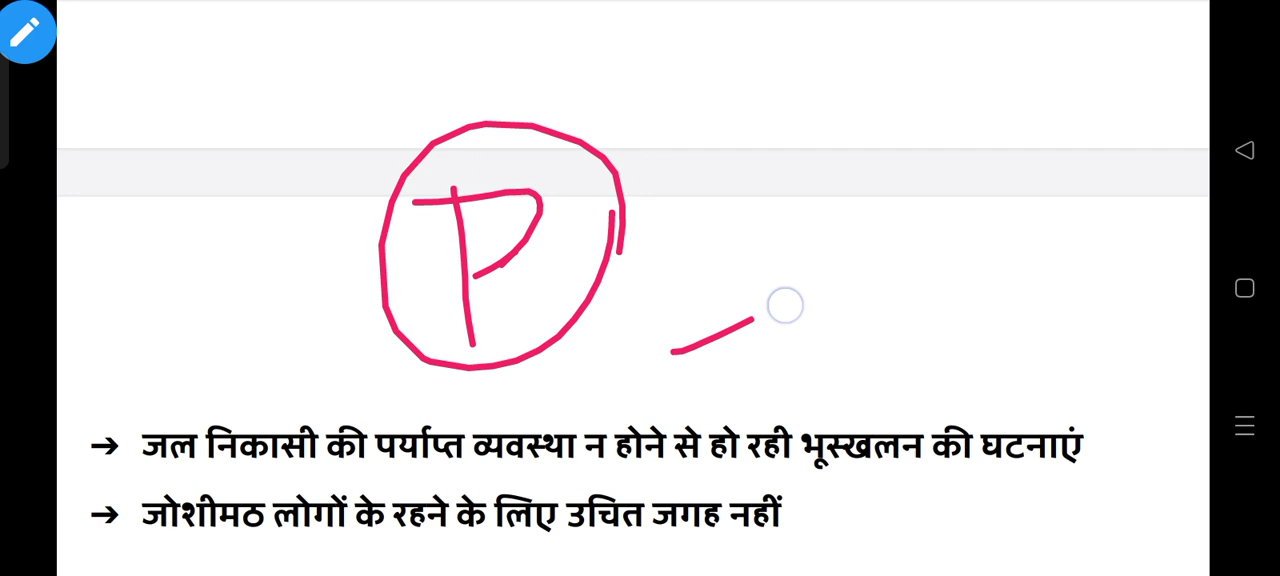 P
→ जल निकासी की पर्याप्त व्यवस्था न होने से हो रही भूस्खलन की घटनाएं
→ जोशीमठ लोगों के रहने के लिए उचित जगह नहीं